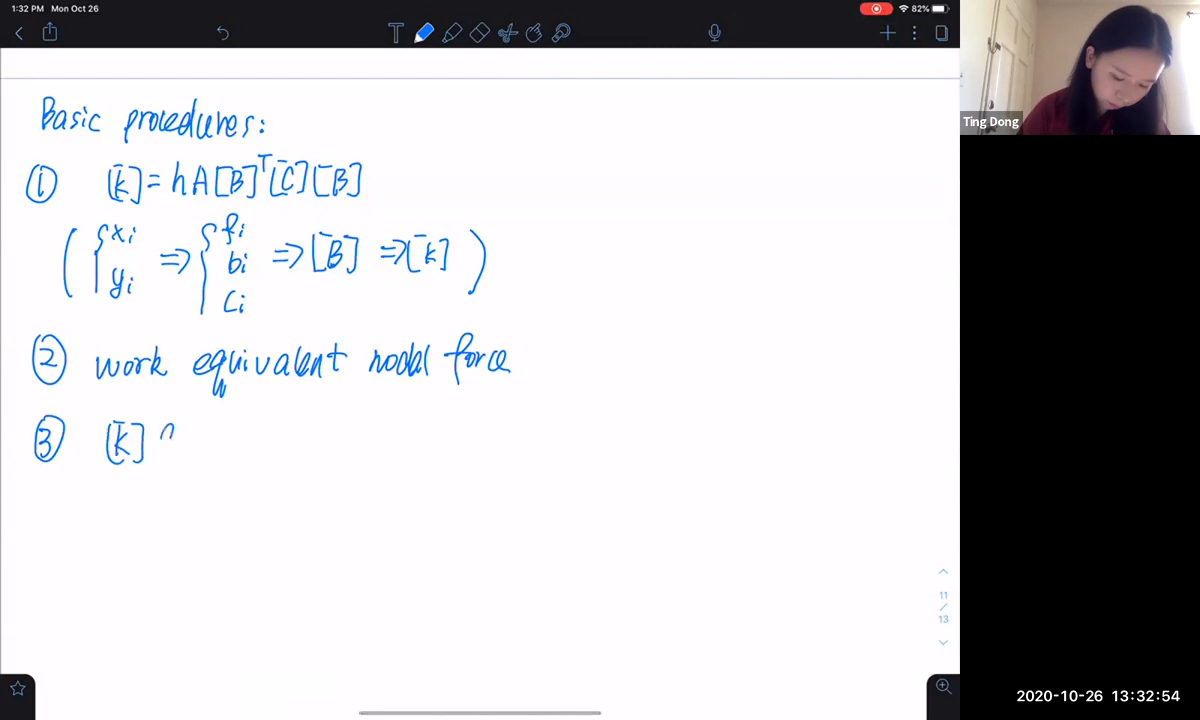 1:32 PM Mon Oct 26
82%
Ting Dong
Basic procedures:
① [K] = hA[B]ᵀ[C][B]
( { xi yi => { fi bi ci => [B] => [K] )
② work equivalent nodal force
③ [K]
11
/
13
2020-10-26 13:32:54